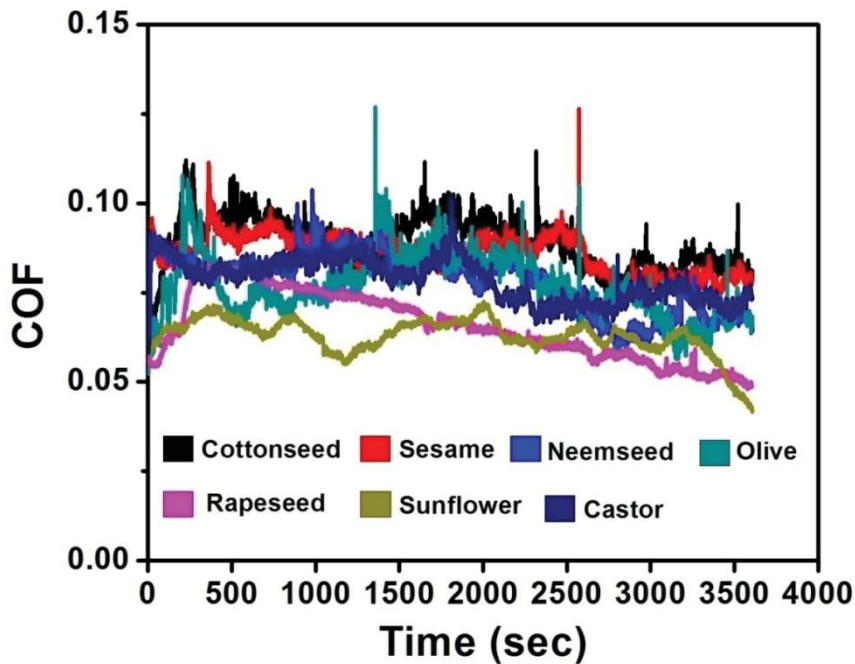 0.15
0.10
COF
0.05
Cottonseed Sesame Neemseed Olive
Rapeseed Sunflower Castor
0.00
0 500 1000 1500 2000 2500 3000 3500 4000
Time (sec)